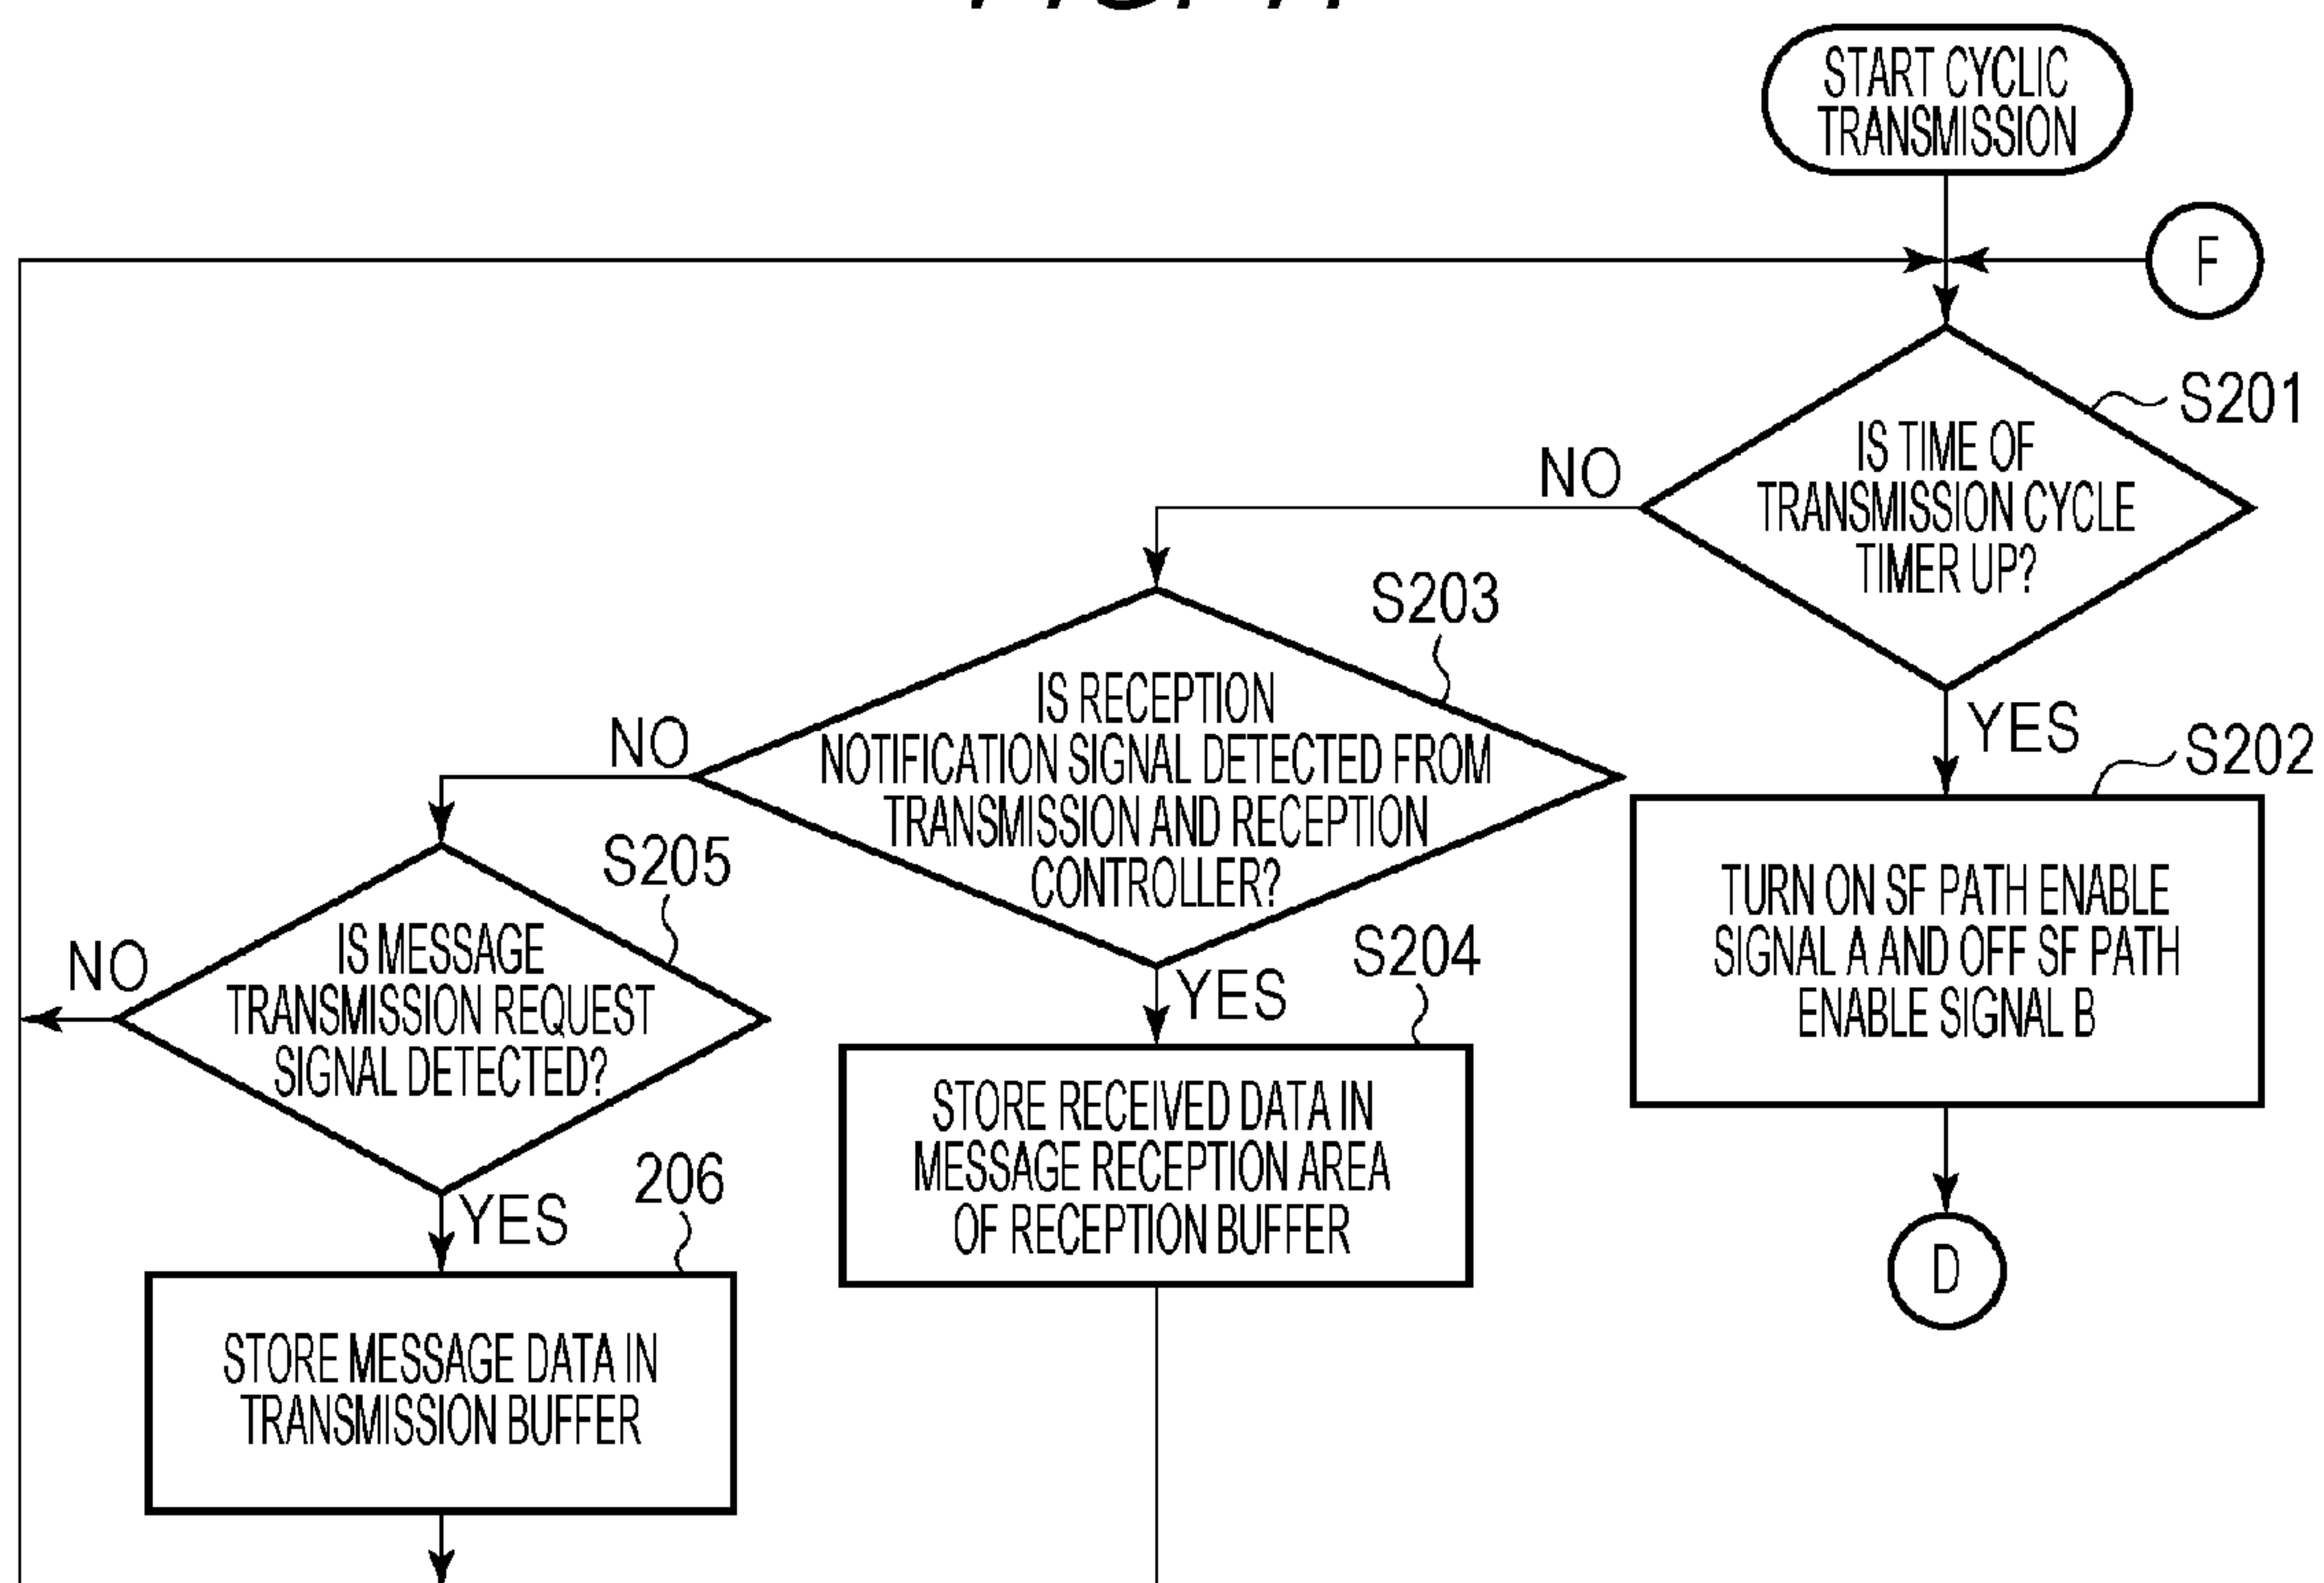 START CYCLIC
TRANSMISSION
F
S201
IS TIME OF
TRANSMISSION CYCLE
TIMER UP?
NO
YES
S202
TURN ON SF PATH ENABLE
SIGNAL A AND OFF SF PATH
ENABLE SIGNAL B
D
S203
IS RECEPTION
NOTIFICATION SIGNAL DETECTED FROM
TRANSMISSION AND RECEPTION
CONTROLLER?
NO
YES
S204
STORE RECEIVED DATA IN
MESSAGE RECEPTION AREA
OF RECEPTION BUFFER
S205
IS MESSAGE
TRANSMISSION REQUEST
SIGNAL DETECTED?
NO
YES
206
STORE MESSAGE DATA IN
TRANSMISSION BUFFER